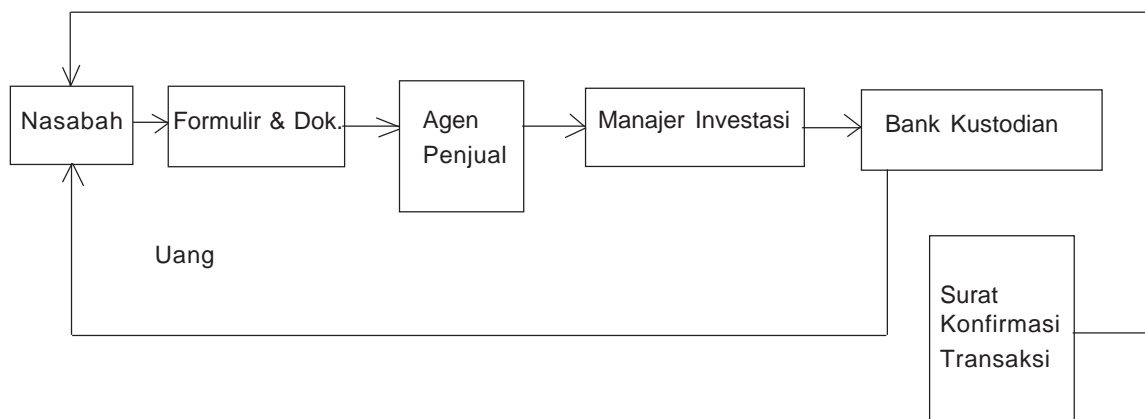 Nasabah
Formulir & Dok.
Agen
Penjual
Manajer Investasi
Bank Kustodian
Uang
Surat
Konfirmasi
Transaksi